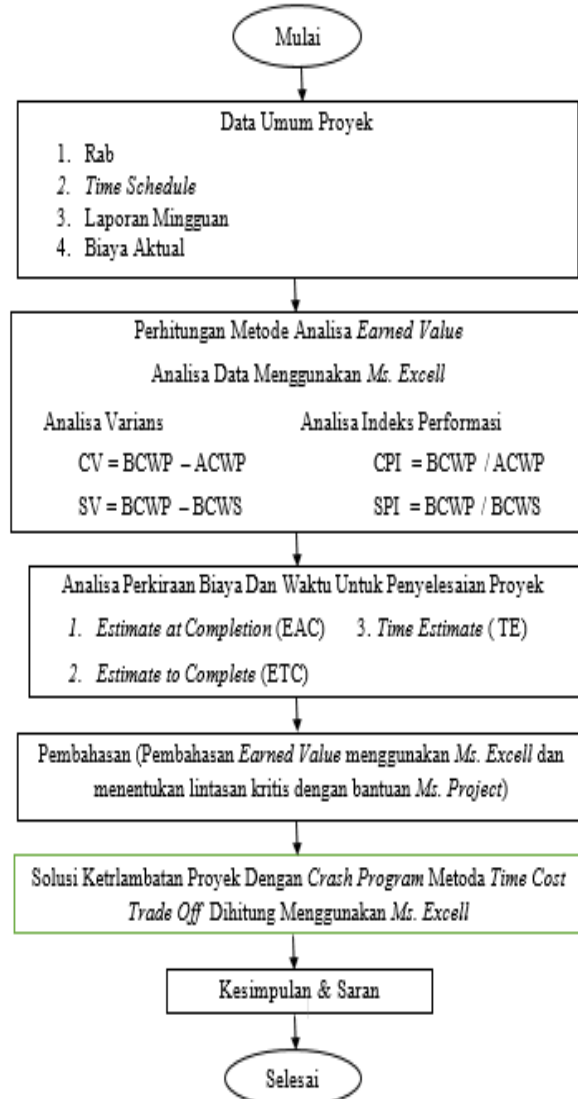 Mulai
Data Umum Proyek
1. Rab
2. Time Schedule
3. Laporan Mingguan
4. Biaya Aktual
Perhitungan Metode Analisa Earned Value
Analisa Data Menggunakan Ms. Excell
Analisa Varians Analisa Indeks Performasi
CV = BCWP – ACWP CPI = BCWP / ACWP
SV = BCWP – BCWS SPI = BCWP / BCWS
Analisa Perkiraan Biaya Dan Waktu Untuk Penyelesaian Proyek
1. Estimate at Completion (EAC) 3. Time Estimate ( TE)
2. Estimate to Complete (ETC)
Pembahasan (Pembahasan Earned Value menggunakan Ms. Excell dan
menentukan lintasan kritis dengan bantuan Ms. Project)
Solusi Ketrlambatan Proyek Dengan Crash Program Metoda Time Cost
Trade Off Dihitung Menggunakan Ms. Excell
Kesimpulan & Saran
Selesai